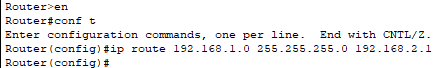 Router>en
Router#conf t
Enter configuration commands, one per line.  End with CNTL/Z.
Router(config)#ip route 192.168.1.0 255.255.255.0 192.168.2.1
Router(config)#